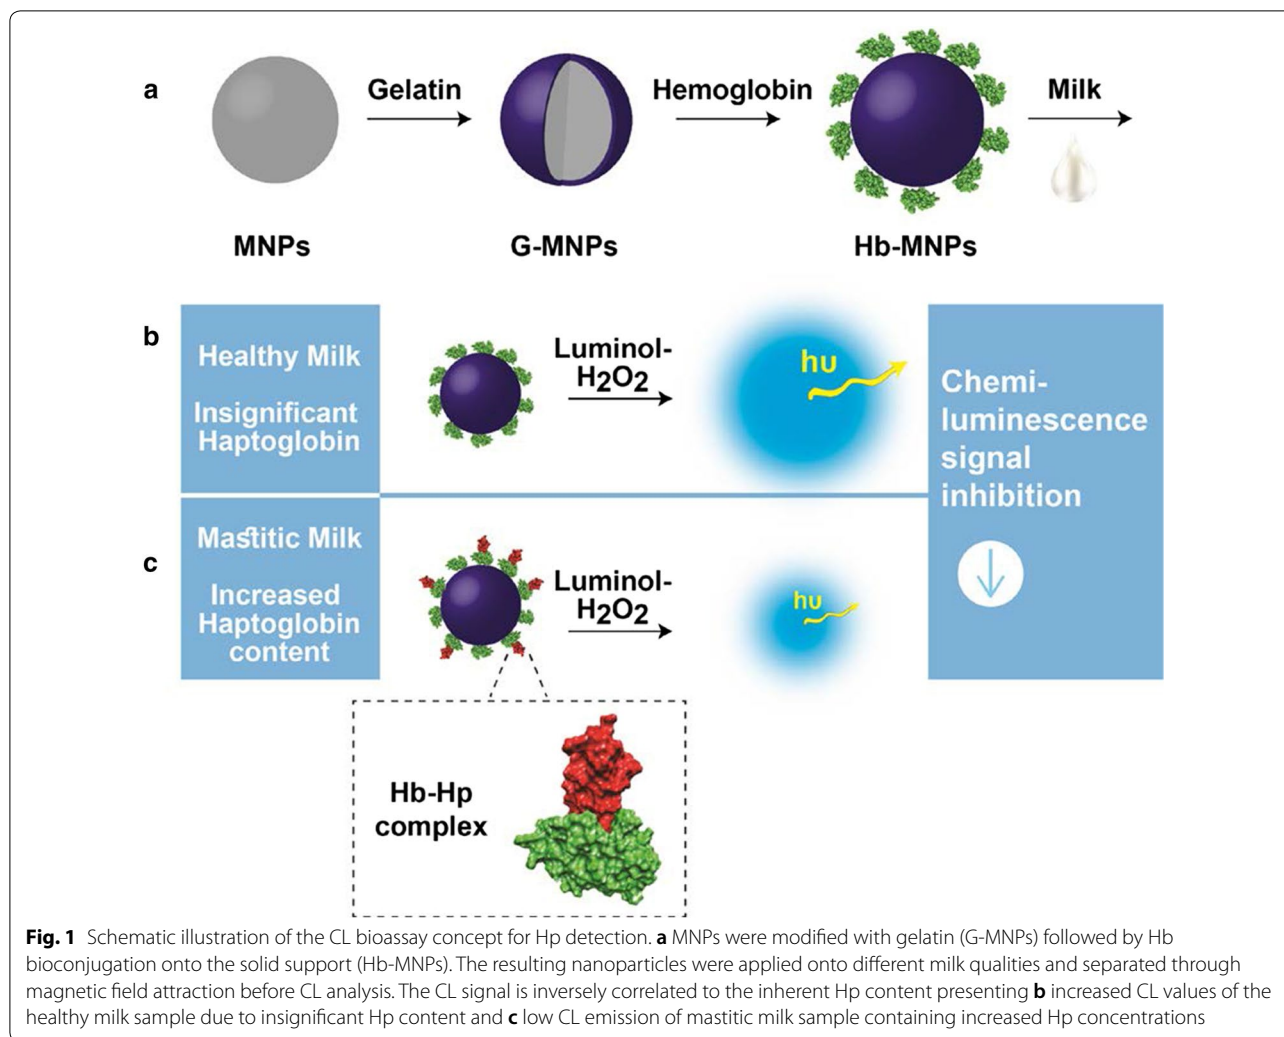 a
Gelatin
Hemoglobin
Milk
MNPs
G-MNPs
Hb-MNPs
b
Healthy Milk
Insignificant
Haptoglobin
Luminol-
H2O2
hυ
Chemi-
luminescence
signal
inhibition
c
Mastitic Milk
Increased
Haptoglobin
content
Luminol-
H2O2
hυ
Hb-Hp
complex
Fig. 1 Schematic illustration of the CL bioassay concept for Hp detection. a MNPs were modified with gelatin (G-MNPs) followed by Hb
bioconjugation onto the solid support (Hb-MNPs). The resulting nanoparticles were applied onto different milk qualities and separated through
magnetic field attraction before CL analysis. The CL signal is inversely correlated to the inherent Hp content presenting b increased CL values of the
healthy milk sample due to insignificant Hp content and c low CL emission of mastitic milk sample containing increased Hp concentrations